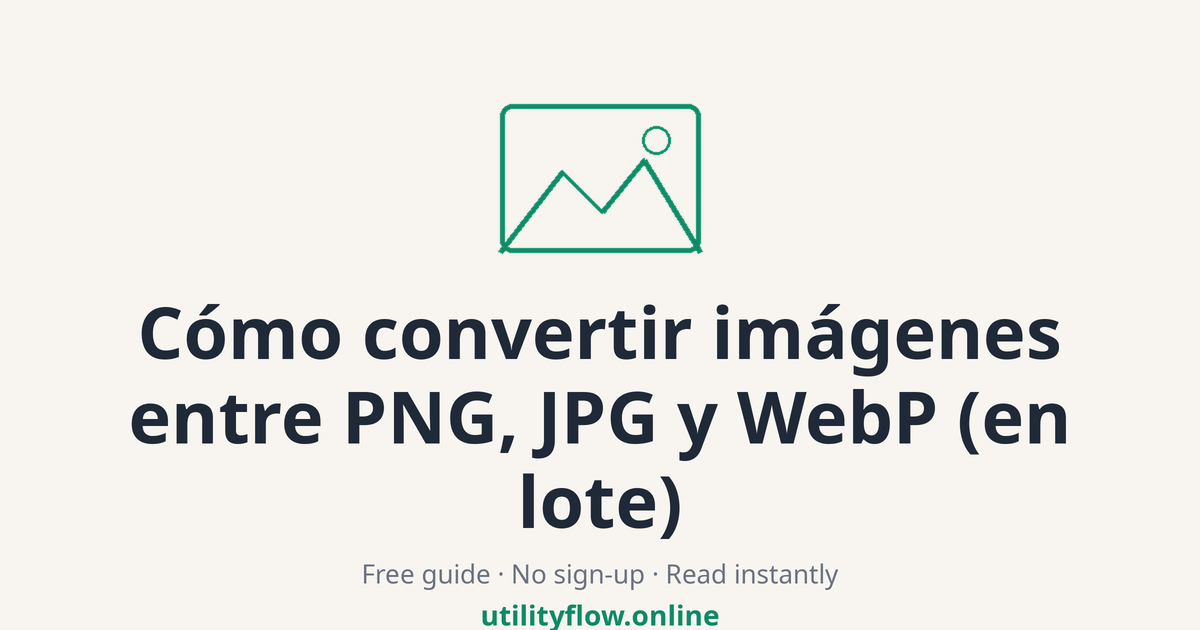 Cómo convertir imágenes
entre PNG, JPG y WebP (en
lote)
Free guide · No sign-up · Read instantly
utilityflow.online